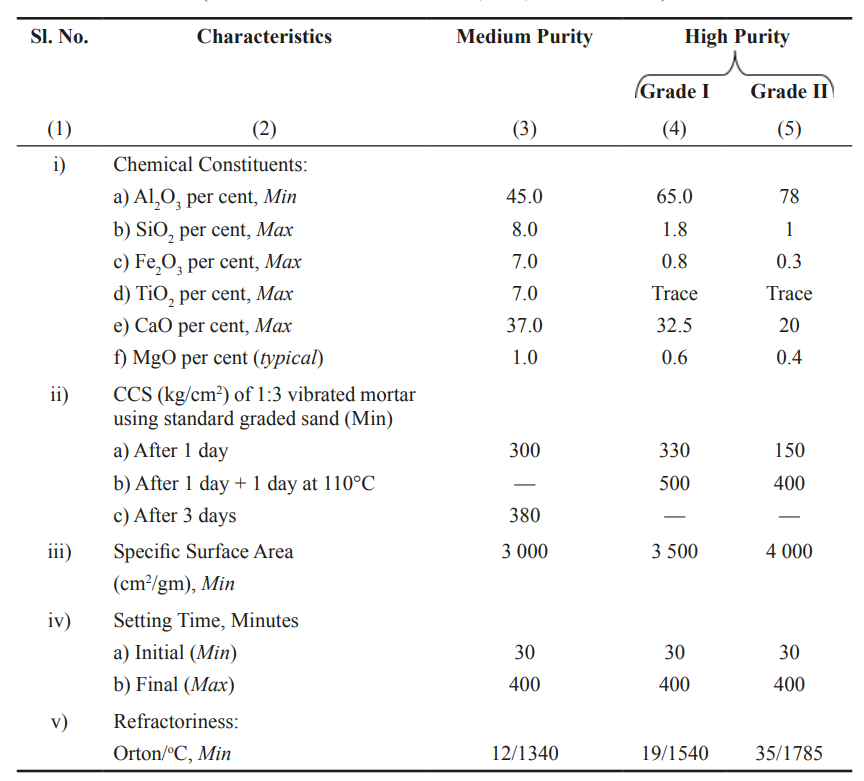 Sl. No. Characteristics Medium Purity High Purity
Grade I Grade II
(1) (2) (3) (4) (5)
i) Chemical Constituents:
a) Al₂O₃ per cent, Min 45.0 65.0 78
b) SiO₂ per cent, Max 8.0 1.8 1
c) Fe₂O₃ per cent, Max 7.0 0.8 0.3
d) TiO₂ per cent, Max 7.0 Trace Trace
e) CaO per cent, Max 37.0 32.5 20
f) MgO per cent (typical) 1.0 0.6 0.4
ii) CCS (kg/cm²) of 1:3 vibrated mortar
using standard graded sand (Min)
a) After 1 day 300 330 150
b) After 1 day + 1 day at 110°C — 500 400
c) After 3 days 380 — —
iii) Specific Surface Area 3 000 3 500 4 000
(cm²/gm), Min
iv) Setting Time, Minutes
a) Initial (Min) 30 30 30
b) Final (Max) 400 400 400
v) Refractoriness:
Orton/°C, Min 12/1340 19/1540 35/1785